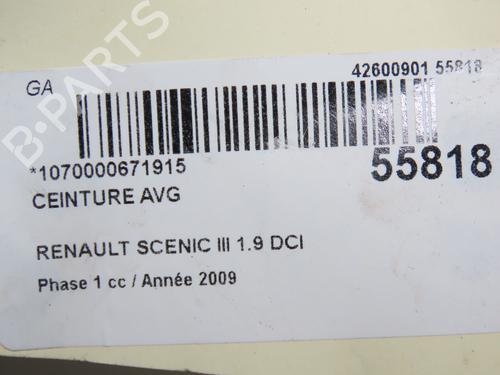 GA
42600901 55818
*1070000671915
55818
CEINTURE AVG
RENAULT SCENIC III 1.9 DCI
Phase 1 cc / Année 2009
B-PARTS